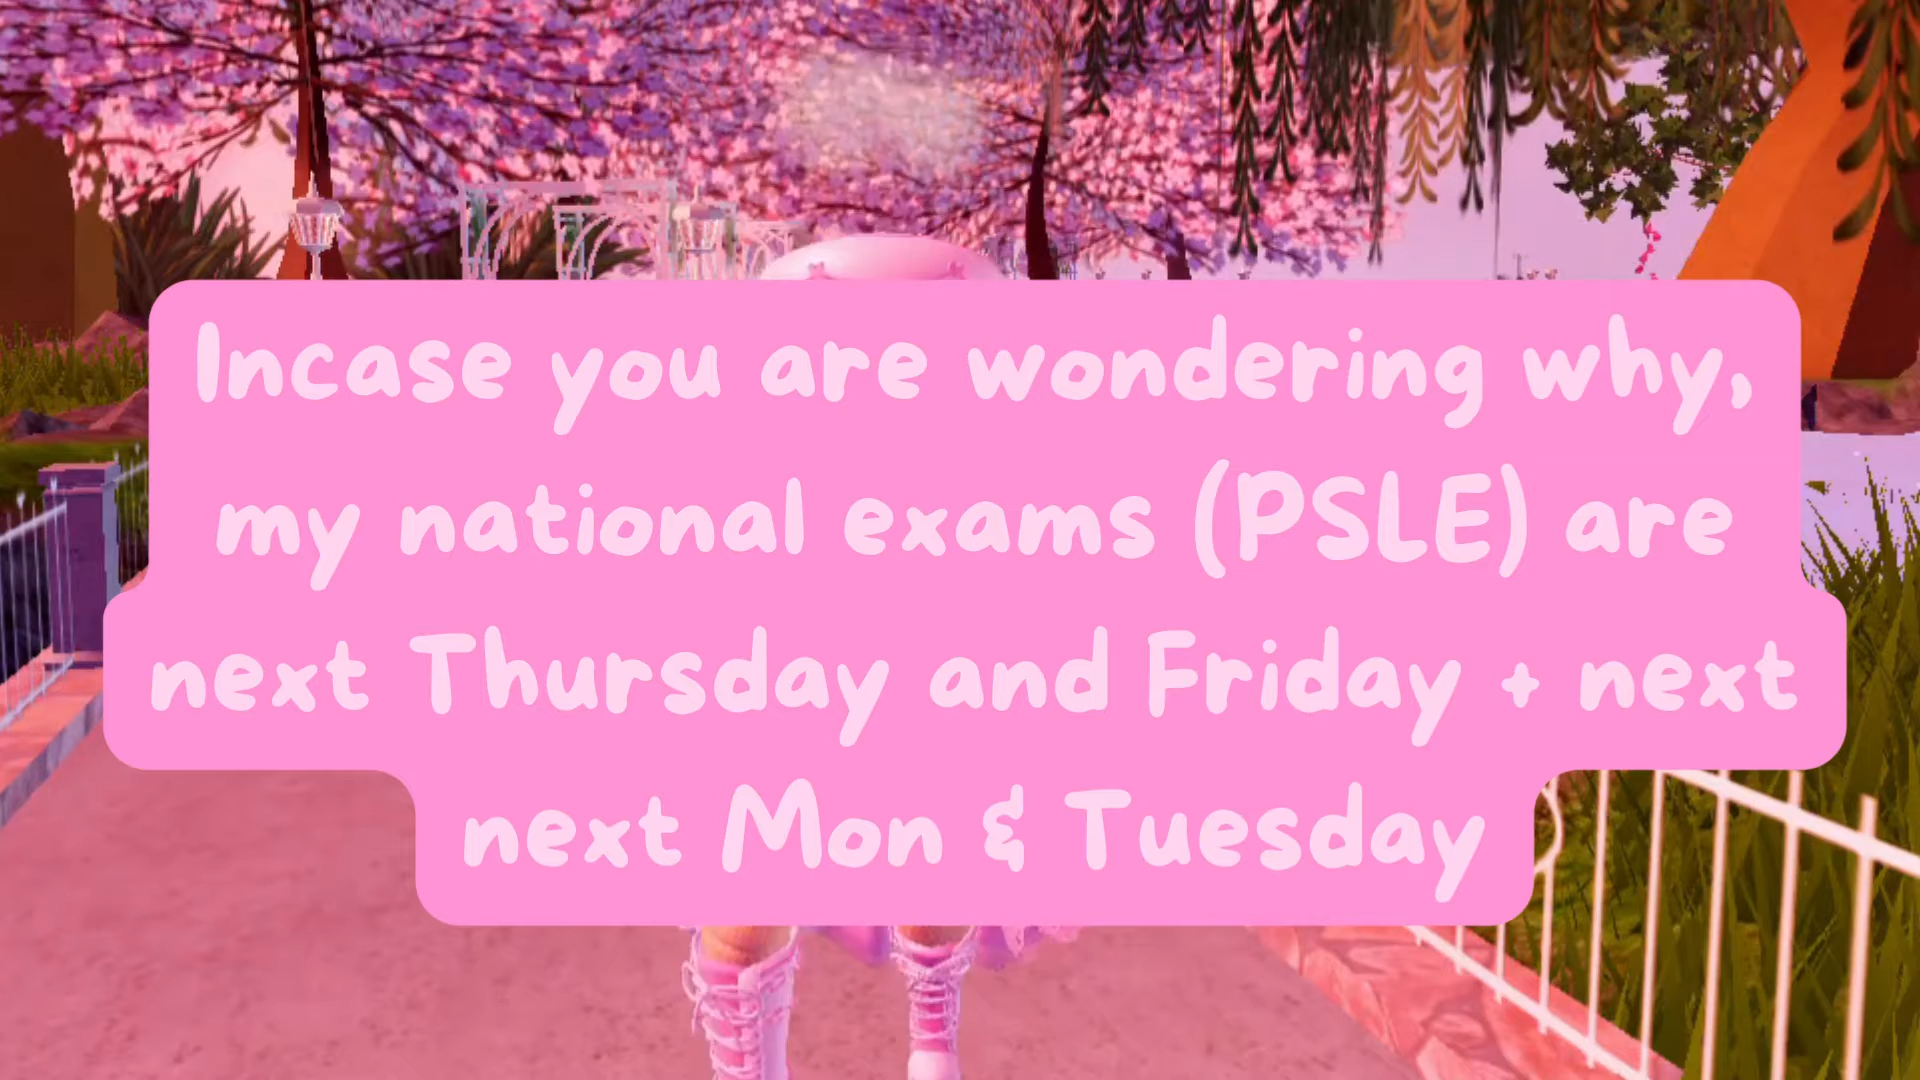 Incase you are wondering why,
my national exams (PSLE) are
next Thursday and Friday + next
next Mon & Tuesday